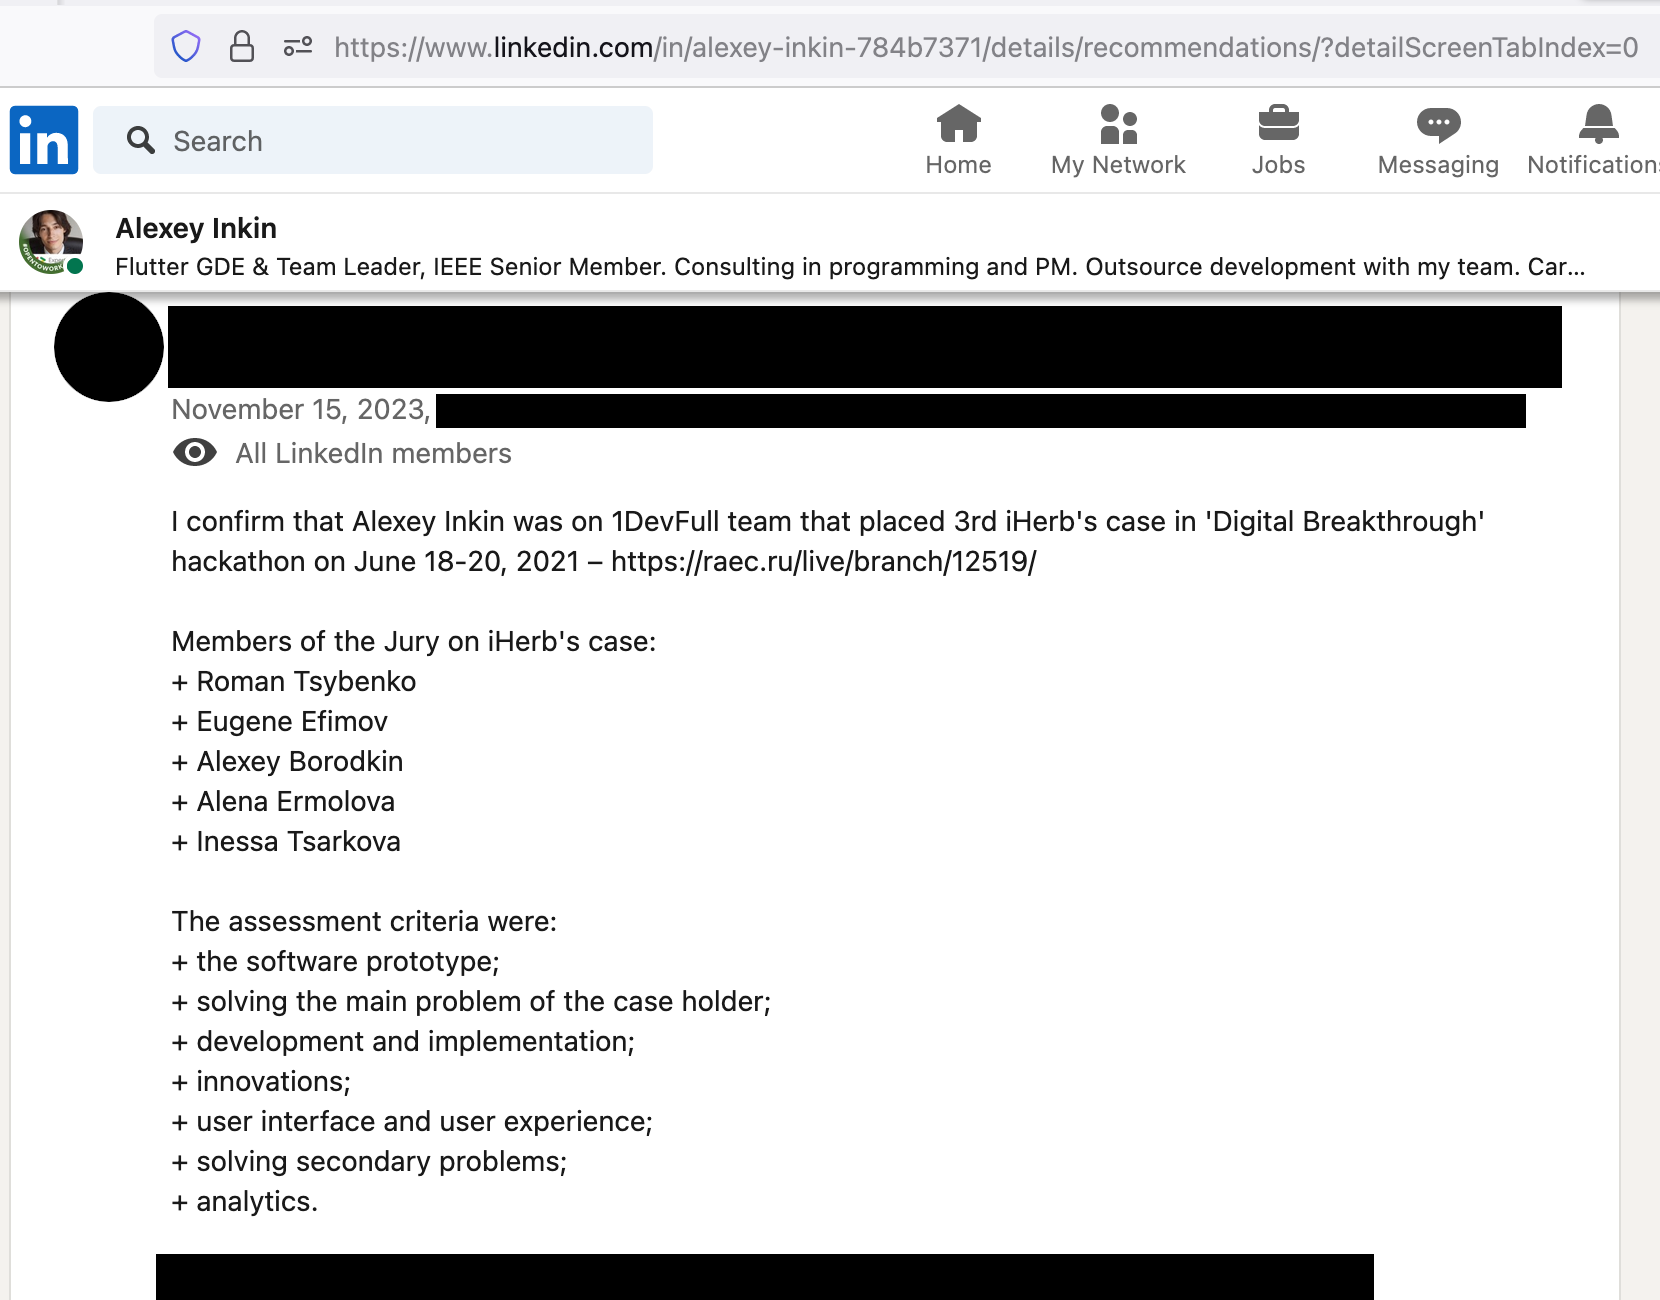 https://www.linkedin.com/in/alexey-inkin-784b7371/details/recommendations/?detailScreenTabIndex=0
in
Search
Home
My Network
Jobs
Messaging
Notifications
Alexey Inkin
#OPENTOWORK
Flutter GDE & Team Leader, IEEE Senior Member. Consulting in programming and PM. Outsource development with my team. Car...
November 15, 2023,
All LinkedIn members
I confirm that Alexey Inkin was on 1DevFull team that placed 3rd iHerb's case in 'Digital Breakthrough'
hackathon on June 18-20, 2021 – https://raec.ru/live/branch/12519/
Members of the Jury on iHerb's case:
+ Roman Tsybenko
+ Eugene Efimov
+ Alexey Borodkin
+ Alena Ermolova
+ Inessa Tsarkova
The assessment criteria were:
+ the software prototype;
+ solving the main problem of the case holder;
+ development and implementation;
+ innovations;
+ user interface and user experience;
+ solving secondary problems;
+ analytics.